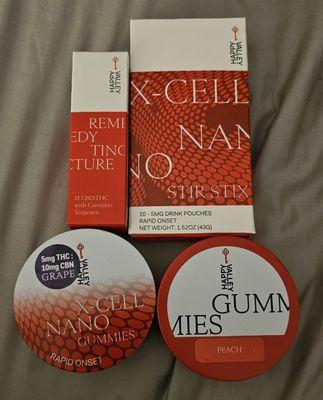 HAPPY
VALLEY
REM
EDY
TINC
CTURE
1:1 CBD:THC
with Cannabis
Terpenes
HAPPY
VALLEY
X-CELL
NAN
NO
STIR STIX
10 - 5MG DRINK POUCHES
RAPID ONSET
NET WEIGHT: 1.52OZ (43G)
5mg THC :
10mg CBN
GRAPE
HAPPY
VALLEY
X-CELL
NANO
GUMMIES
RAPID ONSET
HAPPY
VALLEY
GUMM
MIES
PEACH